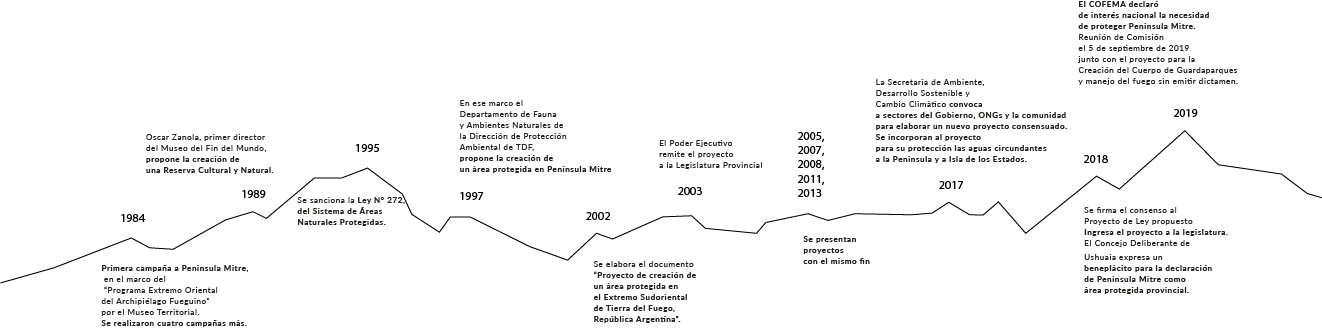 1984
Primera campaña a Peninsula Mitre,
en el marco del
“Programa Extremo Oriental
del Archipiélago Fueguino”
por el Museo Territorial.
Se realizaron cuatro campañas más.
Oscar Zanola, primer director
del Museo del Fin del Mundo,
propone la creación de
una Reserva Cultural y Natural.
1989
1995
Se sanciona la Ley Nº 272,
del Sistema de Áreas
Naturales Protegidas.
En ese marco el
Departamento de Fauna
y Ambientes Naturales de
la Dirección de Protección
Ambiental de TDF,
propone la creación de
un área protegida en Peninsula Mitre
1997
2002
Se elabora el documento
“Proyecto de creación de
un área protegida en
el Extremo Sudoriental
de Tierra del Fuego,
República Argentina”.
El Poder Ejecutivo
remite el proyecto
a la Legislatura Provincial
2003
2005,
2007,
2008,
2011,
2013
Se presentan
proyectos
con el mismo fin
La Secretaria de Ambiente,
Desarrollo Sostenible y
Cambio Climático convoca
a sectores del Gobierno, ONGs y la comunidad
para elaborar un nuevo proyecto consensuado.
Se incorporan al proyecto
para su protección las aguas circundantes
a la Peninsula y a Isla de los Estados.
2017
2018
Se firma el consenso al
Proyecto de Ley propuesto
Ingresa el proyecto a la legislatura.
El Concejo Deliberante de
Ushuaia expresa un
beneplácito para la declaración
de Peninsula Mitre como
área protegida provincial.
El COFEMA declaró
de interés nacional la necesidad
de proteger Peninsula Mitre.
Reunión de Comisión
el 5 de septiembre de 2019
junto con el proyecto para la
Creación del Cuerpo de Guardaparques
y manejo del fuego sin emitir dictamen.
2019